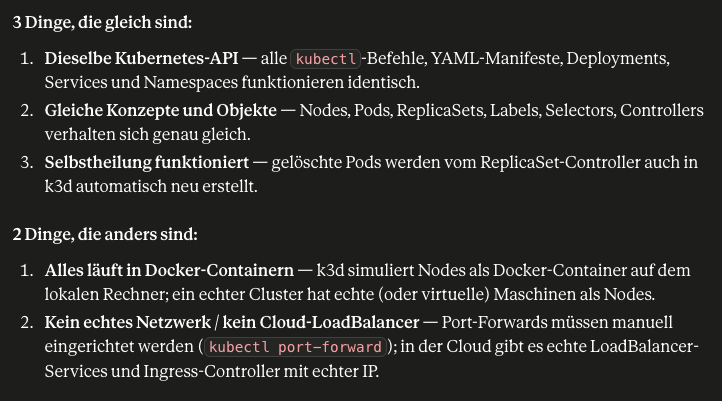 3 Dinge, die gleich sind:
1. Dieselbe Kubernetes-API — alle kubectl-Befehle, YAML-Manifeste, Deployments,
Services und Namespaces funktionieren identisch.
2. Gleiche Konzepte und Objekte — Nodes, Pods, ReplicaSets, Labels, Selectors, Controllers
verhalten sich genau gleich.
3. Selbstheilung funktioniert — gelöschte Pods werden vom ReplicaSet-Controller auch in
k3d automatisch neu erstellt.
2 Dinge, die anders sind:
1. Alles läuft in Docker-Containern — k3d simuliert Nodes als Docker-Container auf dem
lokalen Rechner; ein echter Cluster hat echte (oder virtuelle) Maschinen als Nodes.
2. Kein echtes Netzwerk / kein Cloud-LoadBalancer — Port-Forwards müssen manuell
eingerichtet werden (kubectl port-forward); in der Cloud gibt es echte LoadBalancer-
Services und Ingress-Controller mit echter IP.